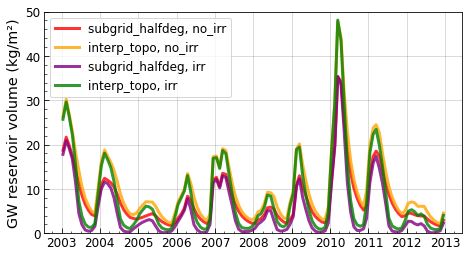 GW reservoir volume (kg/m²)
50
40
30
20
10
0
subgrid_halfdeg, no_irr
interp_topo, no_irr
subgrid_halfdeg, irr
interp_topo, irr
2003 2004 2005 2006 2007 2008 2009 2010 2011 2012 2013